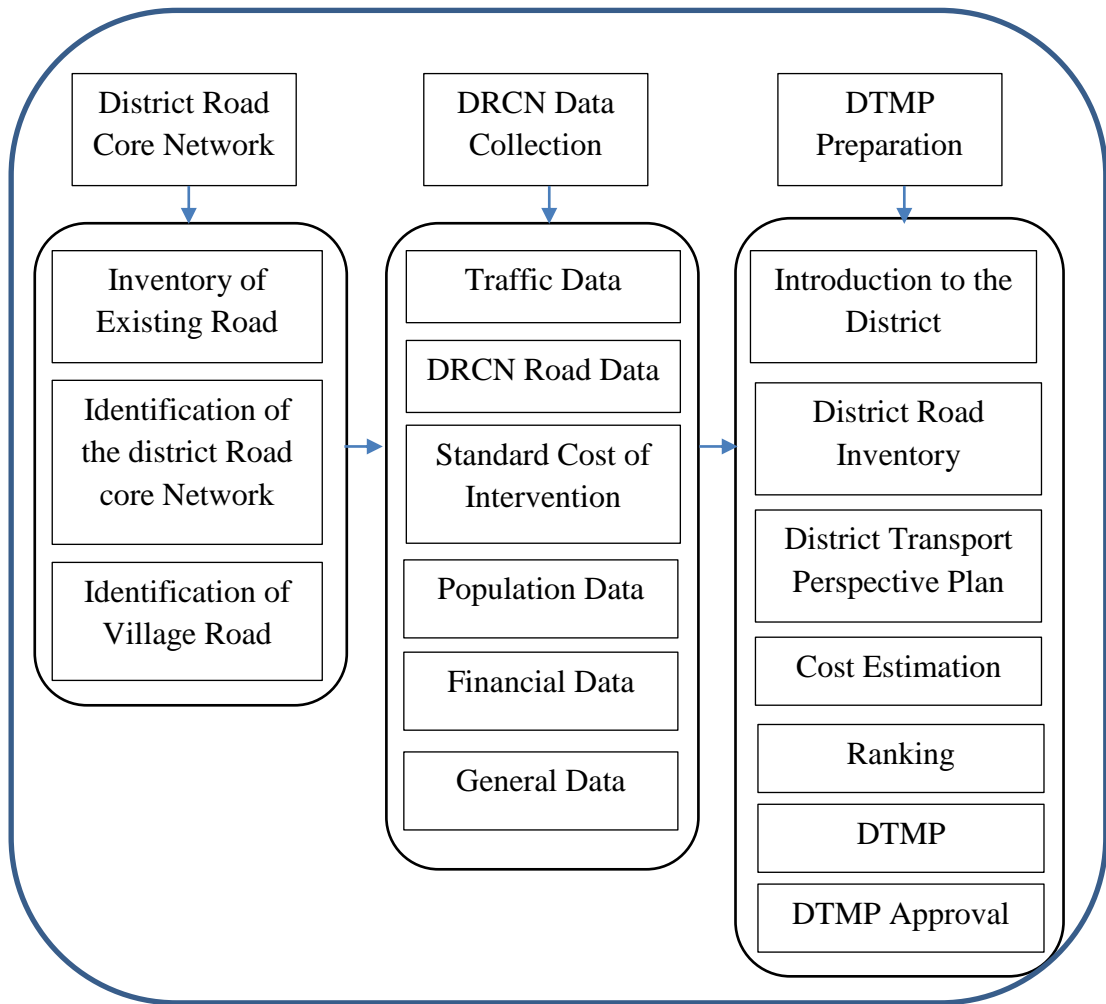 District Road
Core Network
Inventory of
Existing Road
Identification of
the district Road
core Network
Identification of
Village Road
DRCN Data
Collection
Traffic Data
DRCN Road Data
Standard Cost of
Intervention
Population Data
Financial Data
General Data
DTMP
Preparation
Introduction to the
District
District Road
Inventory
District Transport
Perspective Plan
Cost Estimation
Ranking
DTMP
DTMP Approval